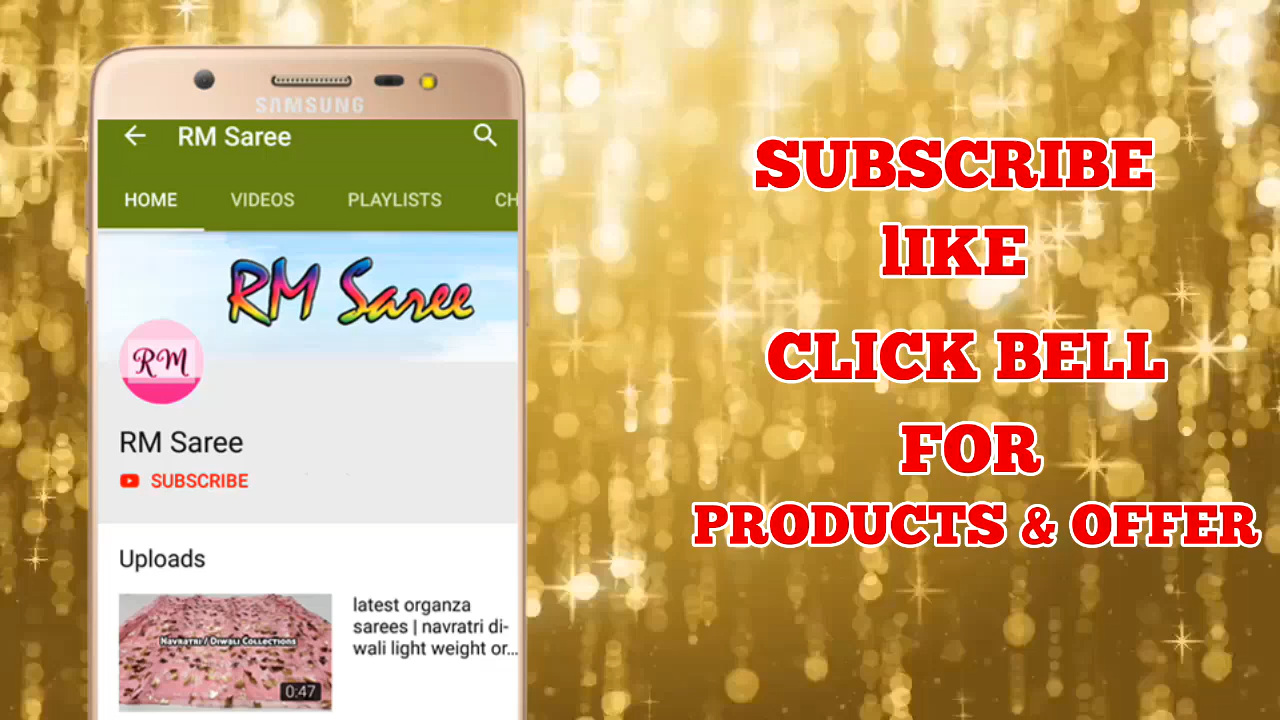 SAMSUNG
RM Saree
HOME VIDEOS PLAYLISTS CH
RM Saree
RM
RM Saree
SUBSCRIBE
Uploads
NAVRATRI / DIWALI COLLECTIONS
0:47
latest organza
sarees | navratri di-
wali light weight or...
SUBSCRIBE
lIKE
CLICK BELL
FOR
PRODUCTS & OFFER